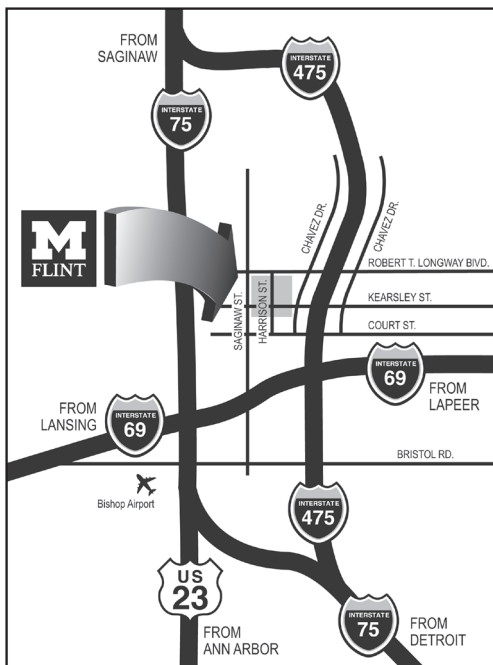 FROM
SAGINAW
INTERSTATE
475
INTERSTATE
75
CHAVEZ DR.
CHAVEZ DR.
M
FLINT
ROBERT T. LONGWAY BLVD.
HARRISON ST.
SAGINAW ST.
KEARSLEY ST.
COURT ST.
INTERSTATE
69
FROM
LAPEER
FROM
LANSING
INTERSTATE
69
BRISTOL RD.
Bishop Airport
INTERSTATE
475
US
23
INTERSTATE
75
FROM
DETROIT
FROM
ANN ARBOR